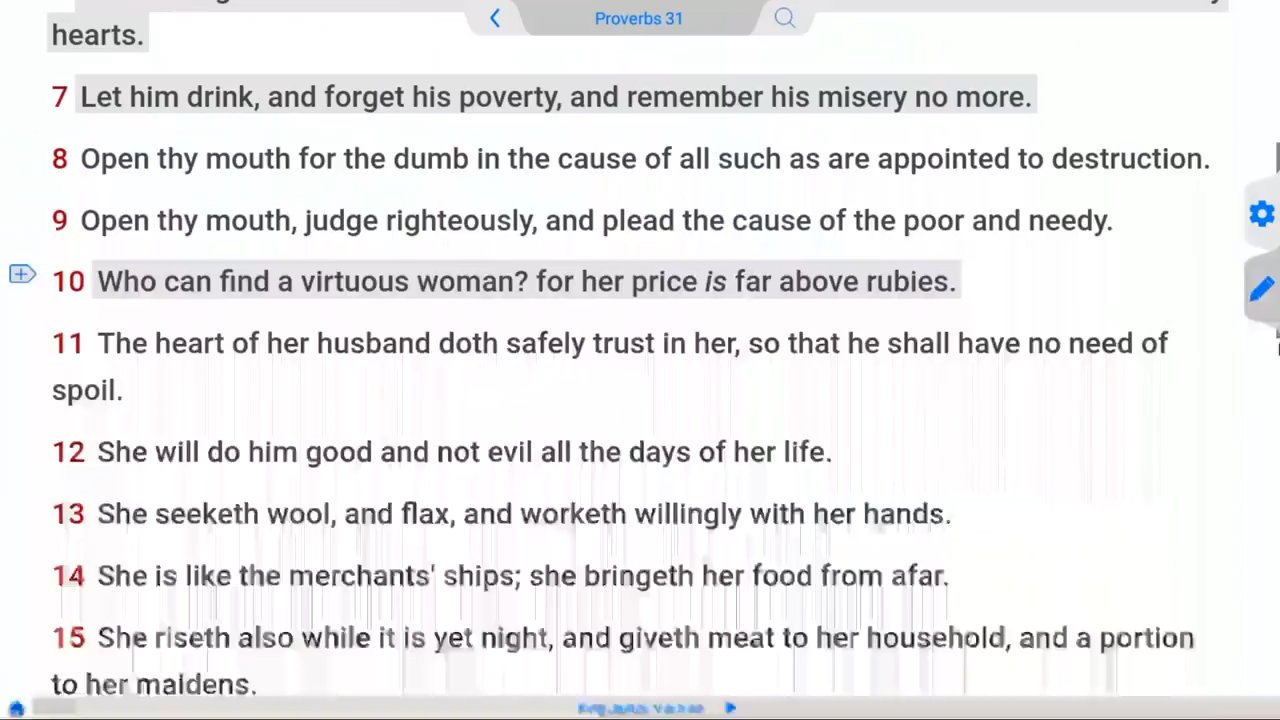 Proverbs 31
hearts.
7 Let him drink, and forget his poverty, and remember his misery no more.
8 Open thy mouth for the dumb in the cause of all such as are appointed to destruction.
9 Open thy mouth, judge righteously, and plead the cause of the poor and needy.
10 Who can find a virtuous woman? for her price is far above rubies.
11 The heart of her husband doth safely trust in her, so that he shall have no need of
spoil.
12 She will do him good and not evil all the days of her life.
13 She seeketh wool, and flax, and worketh willingly with her hands.
14 She is like the merchants' ships; she bringeth her food from afar.
15 She riseth also while it is yet night, and giveth meat to her household, and a portion
to her maidens.